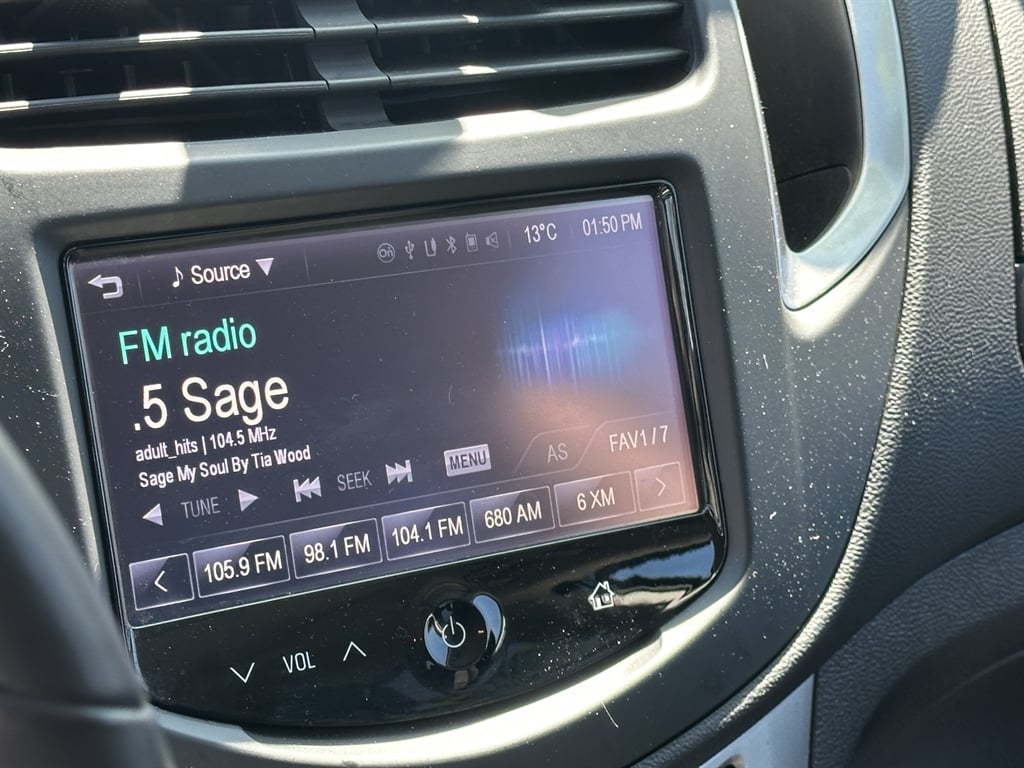 Source
13°C
01:50 PM
FM radio
.5 Sage
adult_hits | 104.5 MHz
Sage My Soul By Tia Wood
TUNE
SEEK
MENU
AS
FAV1 / 7
105.9 FM
98.1 FM
104.1 FM
680 AM
6 XM
VOL